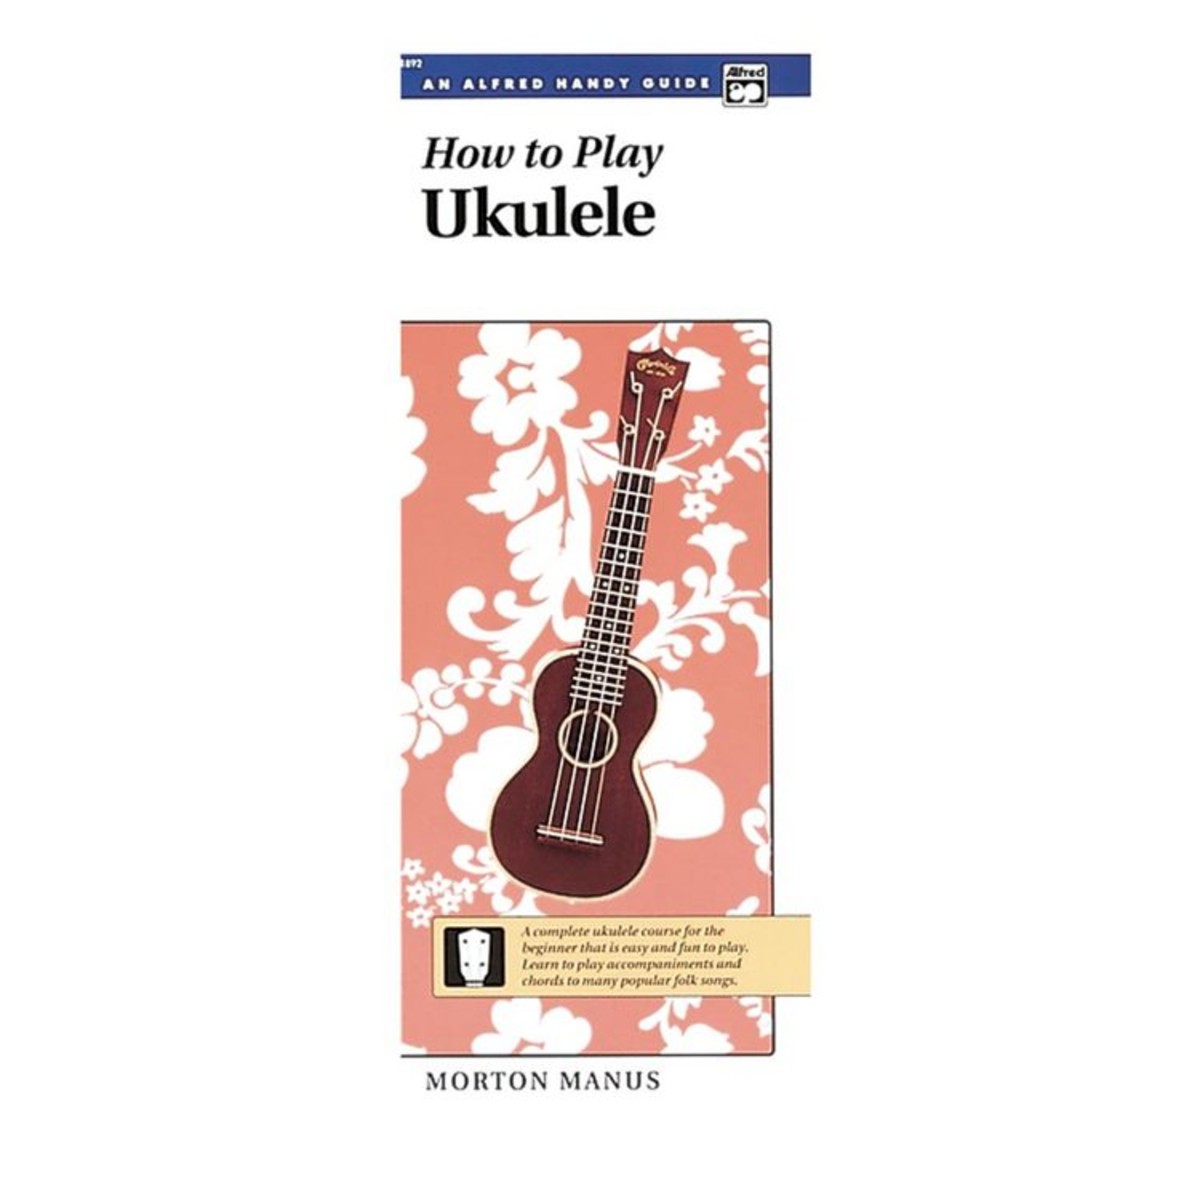 AN ALFRED HANDY GUIDE
Alfred
How to Play
Ukulele
A complete ukulele course for the
beginner that is easy and fun to play.
Learn to play accompaniments and
chords to many popular folk songs.
MORTON MANUS